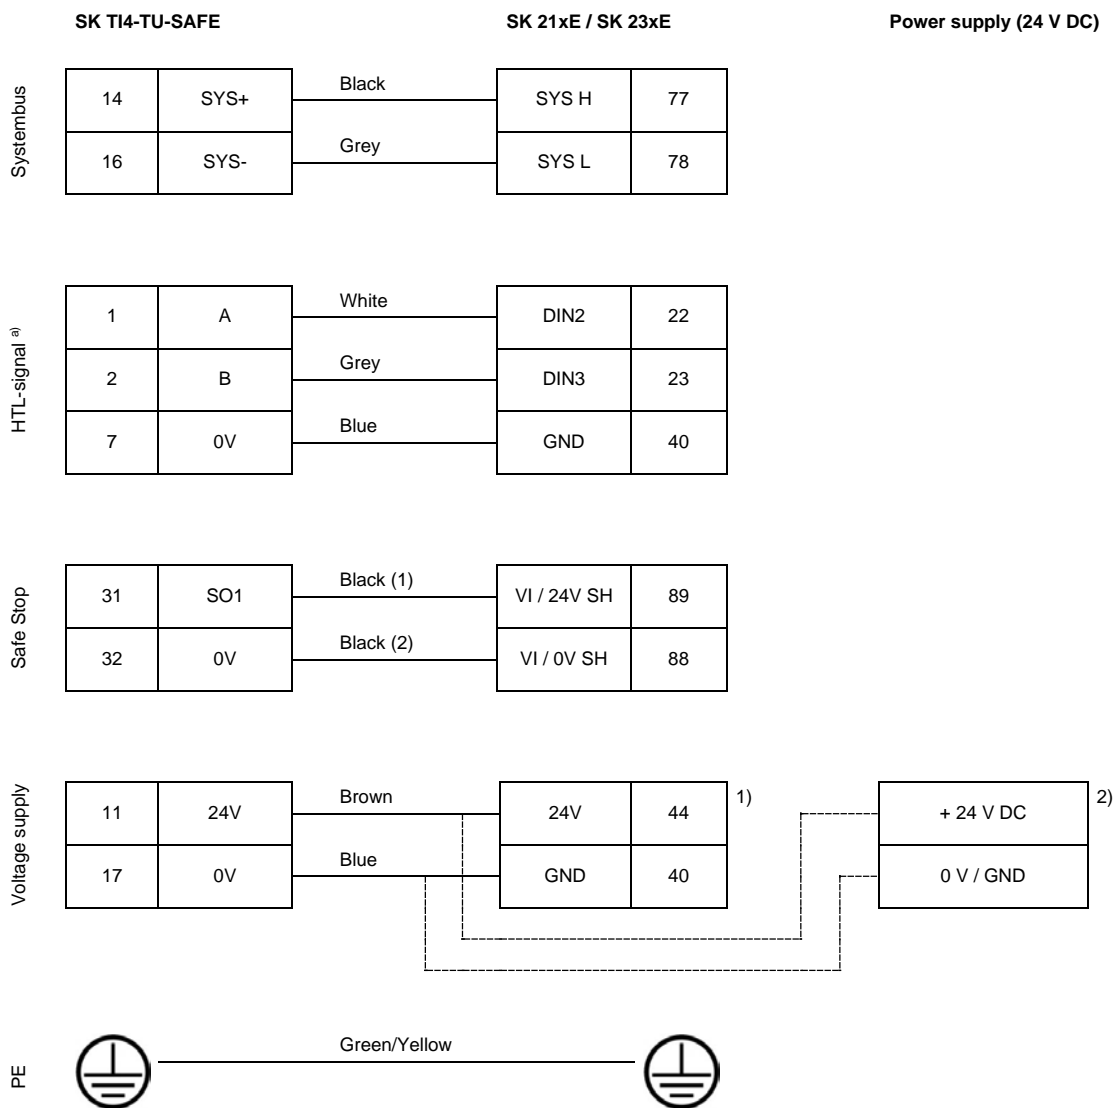 SK TI4-TU-SAFE SK 21xE / SK 23xE Power supply (24 V DC)
Systembus
14 SYS+ Black SYS H 77
16 SYS- Grey SYS L 78
HTL-signal a)
1 A White DIN2 22
2 B Grey DIN3 23
7 0V Blue GND 40
Safe Stop
31 SO1 Black (1) VI / 24V SH 89
32 0V Black (2) VI / 0V SH 88
Voltage supply
11 24V Brown 24V 44 1) + 24 V DC 2)
17 0V Blue GND 40 0 V / GND
PE
Green/Yellow